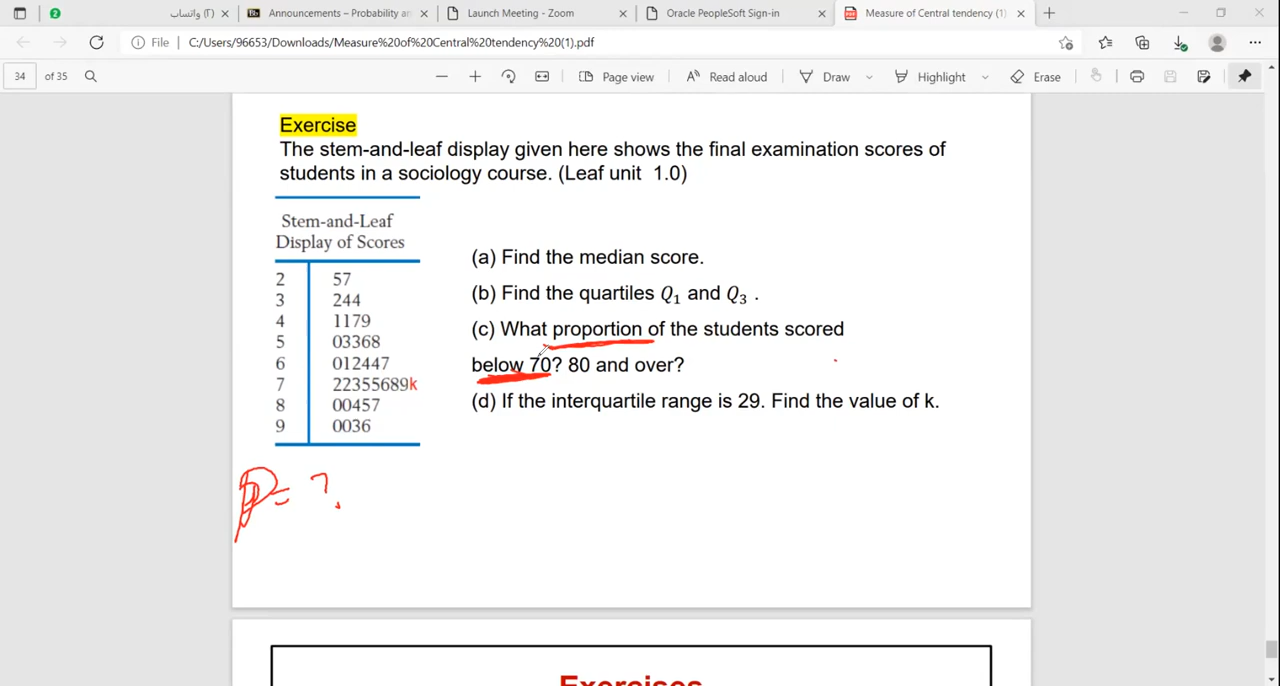 واتساب (٢)
Announcements – Probability an
Launch Meeting - Zoom
Oracle PeopleSoft Sign-in
Measure of Central tendency (1)
File
C:/Users/96653/Downloads/Measure%20of%20Central%20tendency%20(1).pdf
34 of 35
Page view
Read aloud
Draw
Highlight
Erase
Exercise
The stem-and-leaf display given here shows the final examination scores of
students in a sociology course. (Leaf unit 1.0)
Stem-and-Leaf
Display of Scores
2 57
3 244
4 1179
5 03368
6 012447
7 22355689k
8 00457
9 0036
(a) Find the median score.
(b) Find the quartiles Q₁ and Q₃ .
(c) What proportion of the students scored
below 70? 80 and over?
(d) If the interquartile range is 29. Find the value of k.
P = ?
Exercises